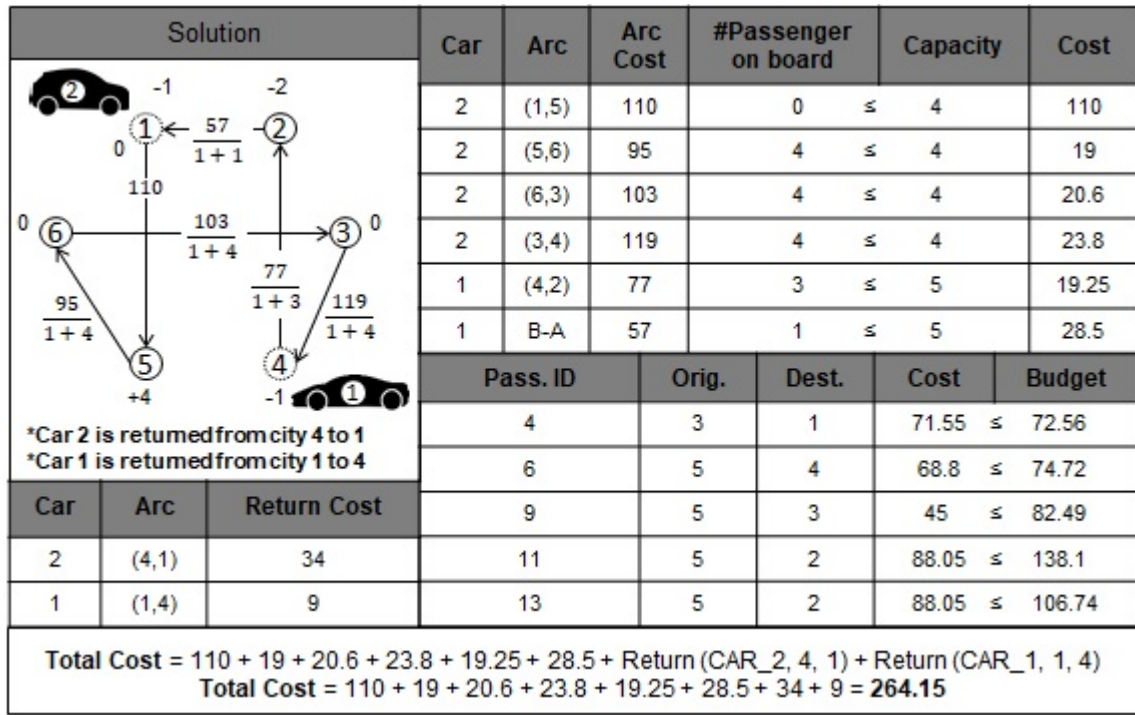 Solution
2
-1
-2
1
57
1 + 1
2
0
110
0
6
103
1 + 4
3
0
77
1 + 3
95
1 + 4
119
1 + 4
5
+4
4
-1
1
*Car 2 is returned from city 4 to 1
*Car 1 is returned from city 1 to 4
Car Arc Return Cost
2 (4,1) 34
1 (1,4) 9
Car Arc Arc Cost #Passenger on board Capacity Cost
2 (1,5) 110 0 ≤ 4 110
2 (5,6) 95 4 ≤ 4 19
2 (6,3) 103 4 ≤ 4 20.6
2 (3,4) 119 4 ≤ 4 23.8
1 (4,2) 77 3 ≤ 5 19.25
1 B-A 57 1 ≤ 5 28.5
Pass. ID Orig. Dest. Cost Budget
4 3 1 71.55 ≤ 72.56
6 5 4 68.8 ≤ 74.72
9 5 3 45 ≤ 82.49
11 5 2 88.05 ≤ 138.1
13 5 2 88.05 ≤ 106.74
Total Cost = 110 + 19 + 20.6 + 23.8 + 19.25 + 28.5 + Return (CAR_2, 4, 1) + Return (CAR_1, 1, 4)
Total Cost = 110 + 19 + 20.6 + 23.8 + 19.25 + 28.5 + 34 + 9 = 264.15